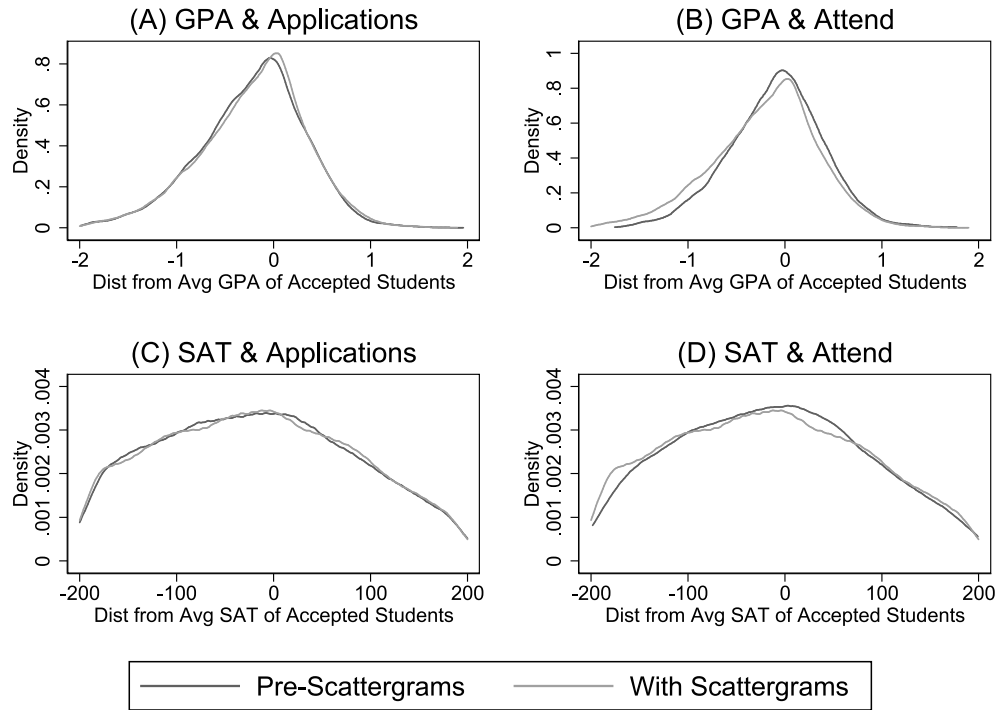 (A) GPA & Applications
Density
0 .2 .4 .6 .8
-2 -1 0 1 2
Dist from Avg GPA of Accepted Students
(B) GPA & Attend
Density
0 .2 .4 .6 .8 1
-2 -1 0 1 2
Dist from Avg GPA of Accepted Students
(C) SAT & Applications
Density
0 .001 .002 .003 .004
-200 -100 0 100 200
Dist from Avg SAT of Accepted Students
(D) SAT & Attend
Density
0 .001 .002 .003 .004
-200 -100 0 100 200
Dist from Avg SAT of Accepted Students
Pre-Scattergrams With Scattergrams